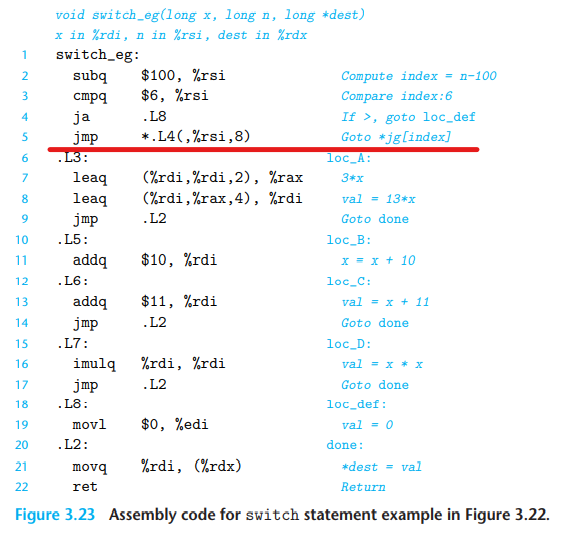 void switch_eg(long x, long n, long *dest)
x in %rdi, n in %rsi, dest in %rdx
1 switch_eg:
2 subq $100, %rsi Compute index = n-100
3 cmpq $6, %rsi Compare index:6
4 ja .L8 If >, goto loc_def
5 jmp *.L4(,%rsi,8) Goto *jg[index]
6 .L3: loc_A:
7 leaq (%rdi,%rdi,2), %rax 3*x
8 leaq (%rdi,%rax,4), %rdi val = 13*x
9 jmp .L2 Goto done
10 .L5: loc_B:
11 addq $10, %rdi x = x + 10
12 .L6: loc_C:
13 addq $11, %rdi val = x + 11
14 jmp .L2 Goto done
15 .L7: loc_D:
16 imulq %rdi, %rdi val = x * x
17 jmp .L2 Goto done
18 .L8: loc_def:
19 movl $0, %edi val = 0
20 .L2: done:
21 movq %rdi, (%rdx) *dest = val
22 ret Return
Figure 3.23 Assembly code for switch statement example in Figure 3.22.